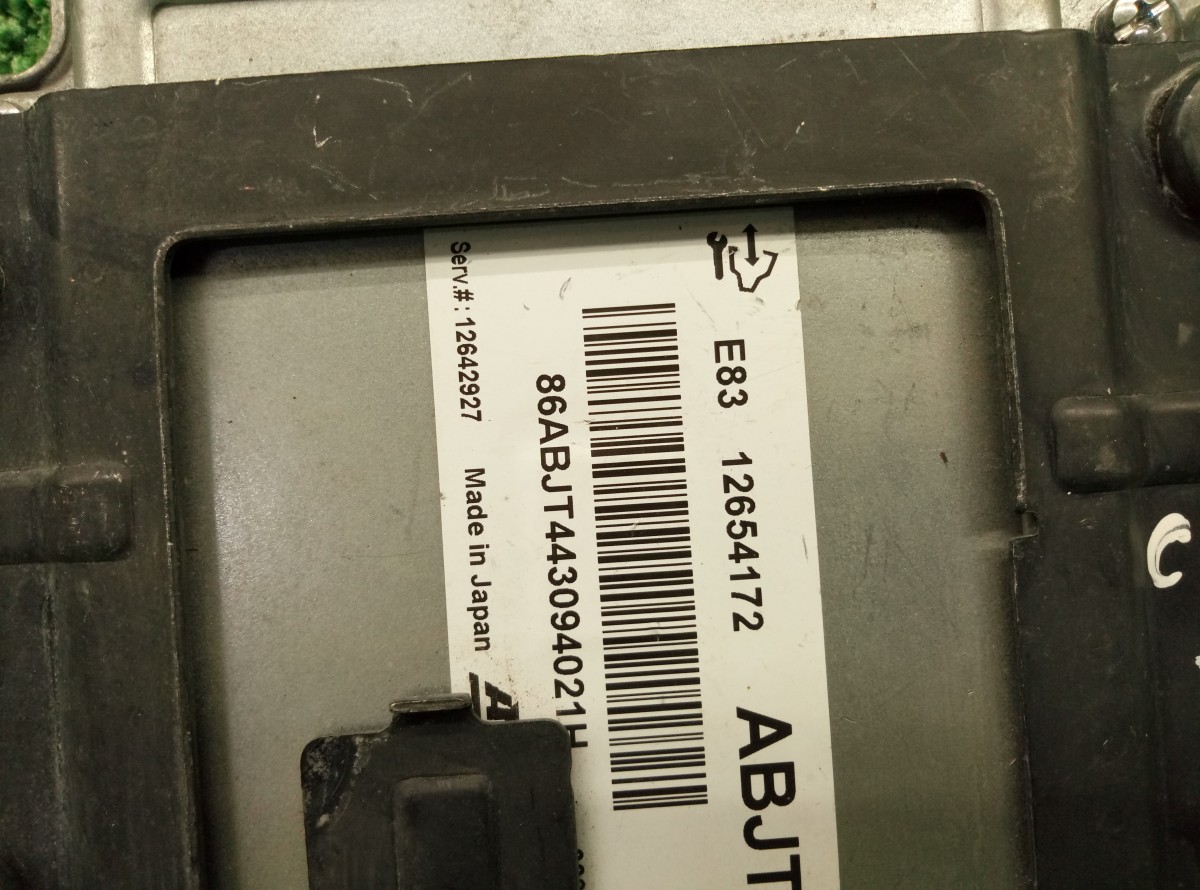 E83 12654172 ABJT
86ABJT443094021H
Serv.#: 12642927 Made in Japan
C